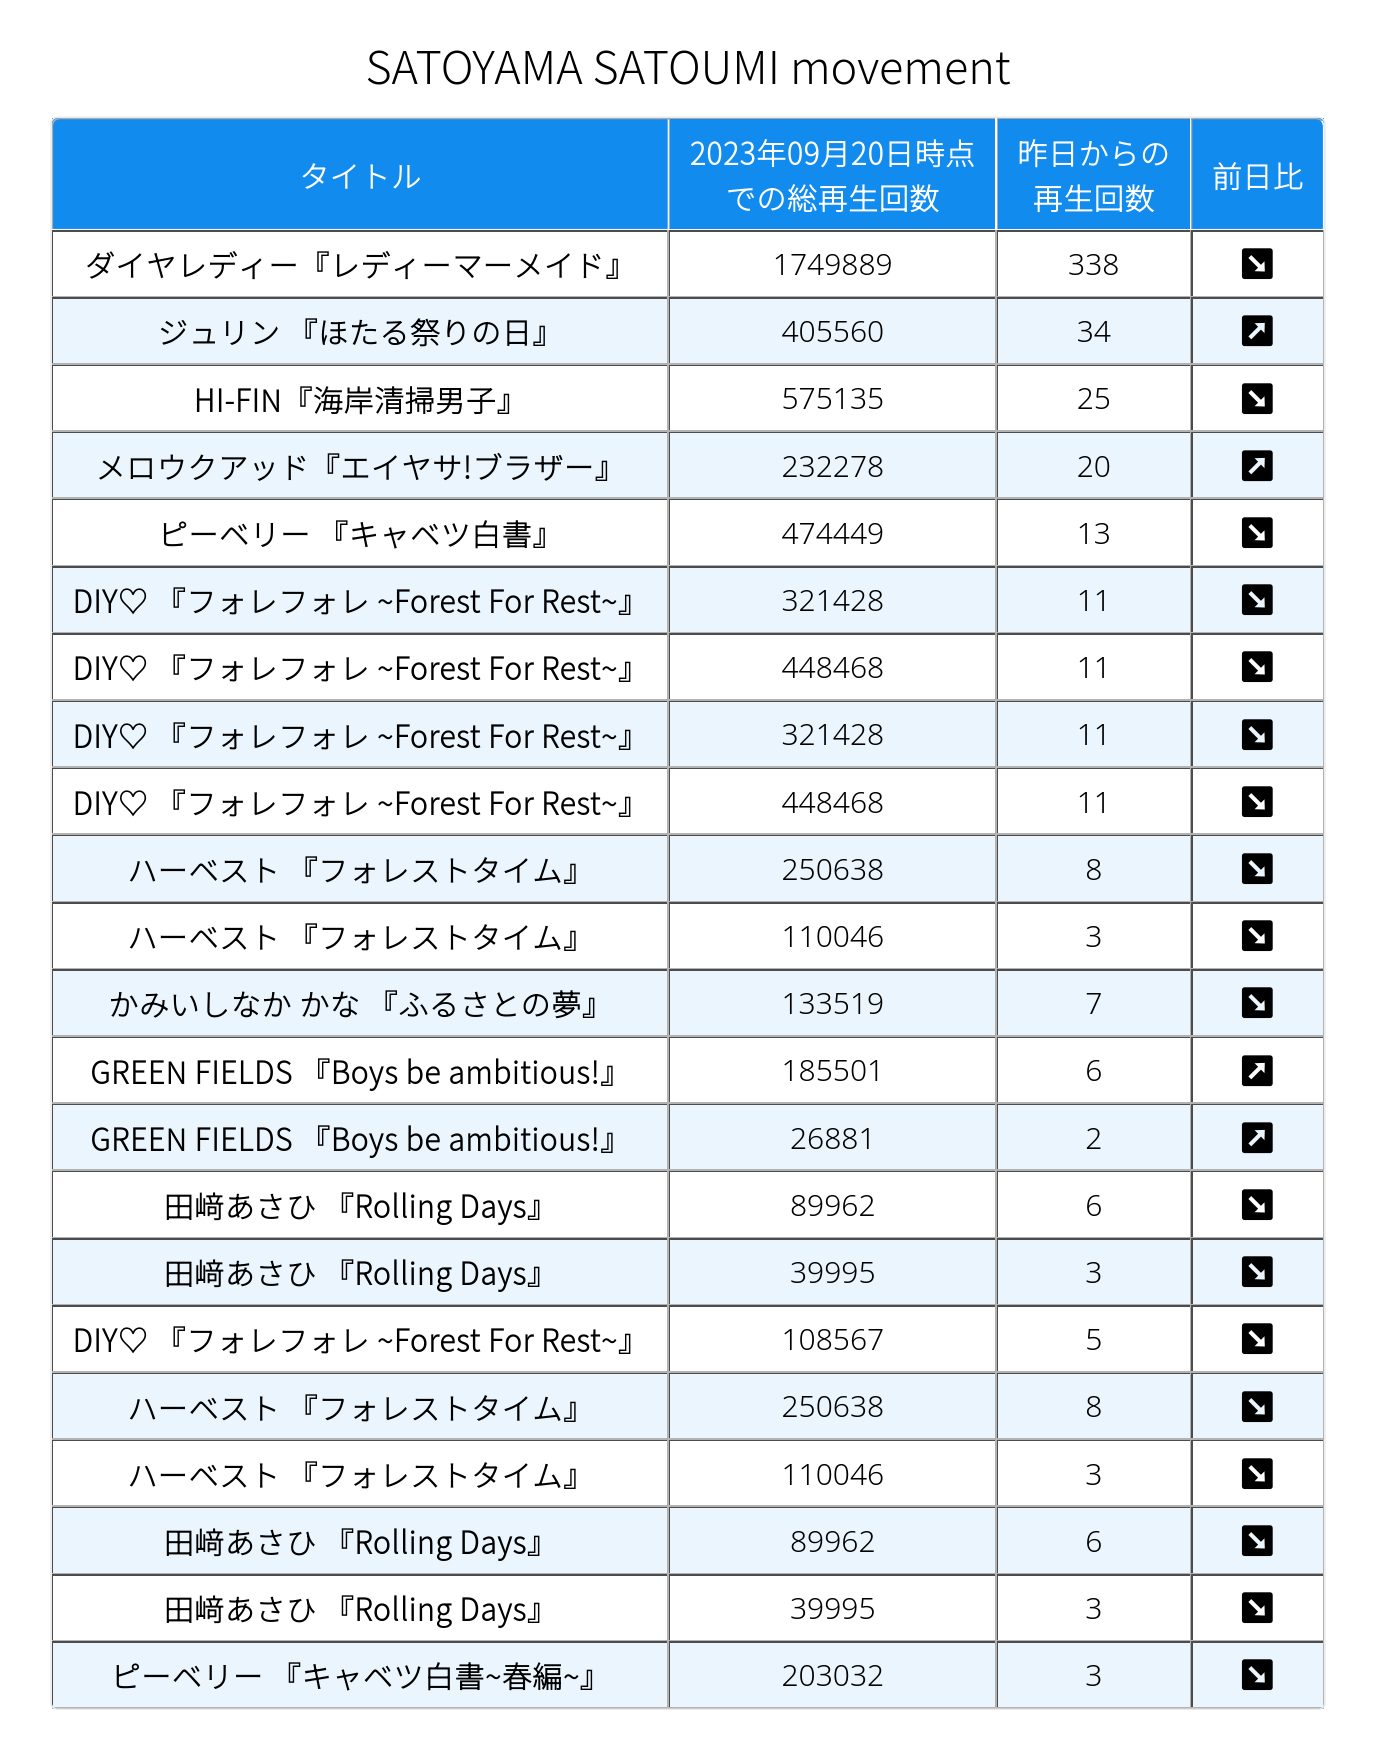 SATOYAMA SATOUMI movement
タイトル 2023年09月20日時点での総再生回数 昨日からの再生回数 前日比
ダイヤレディー『レディーマーメイド』 1749889 338 ↘
ジュリン 『ほたる祭りの日』 405560 34 ↗
HI-FIN『海岸清掃男子』 575135 25 ↘
メロウクアッド『エイヤサ!ブラザー』 232278 20 ↗
ピーベリー 『キャベツ白書』 474449 13 ↘
DIY♡ 『フォレフォレ ~Forest For Rest~』 321428 11 ↘
DIY♡ 『フォレフォレ ~Forest For Rest~』 448468 11 ↘
DIY♡ 『フォレフォレ ~Forest For Rest~』 321428 11 ↘
DIY♡ 『フォレフォレ ~Forest For Rest~』 448468 11 ↘
ハーベスト 『フォレストタイム』 250638 8 ↘
ハーベスト 『フォレストタイム』 110046 3 ↘
かみいしなか かな 『ふるさとの夢』 133519 7 ↘
GREEN FIELDS 『Boys be ambitious!』 185501 6 ↗
GREEN FIELDS 『Boys be ambitious!』 26881 2 ↗
田﨑あさひ 『Rolling Days』 89962 6 ↘
田﨑あさひ 『Rolling Days』 39995 3 ↘
DIY♡ 『フォレフォレ ~Forest For Rest~』 108567 5 ↘
ハーベスト 『フォレストタイム』 250638 8 ↘
ハーベスト 『フォレストタイム』 110046 3 ↘
田﨑あさひ 『Rolling Days』 89962 6 ↘
田﨑あさひ 『Rolling Days』 39995 3 ↘
ピーベリー 『キャベツ白書~春編~』 203032 3 ↘